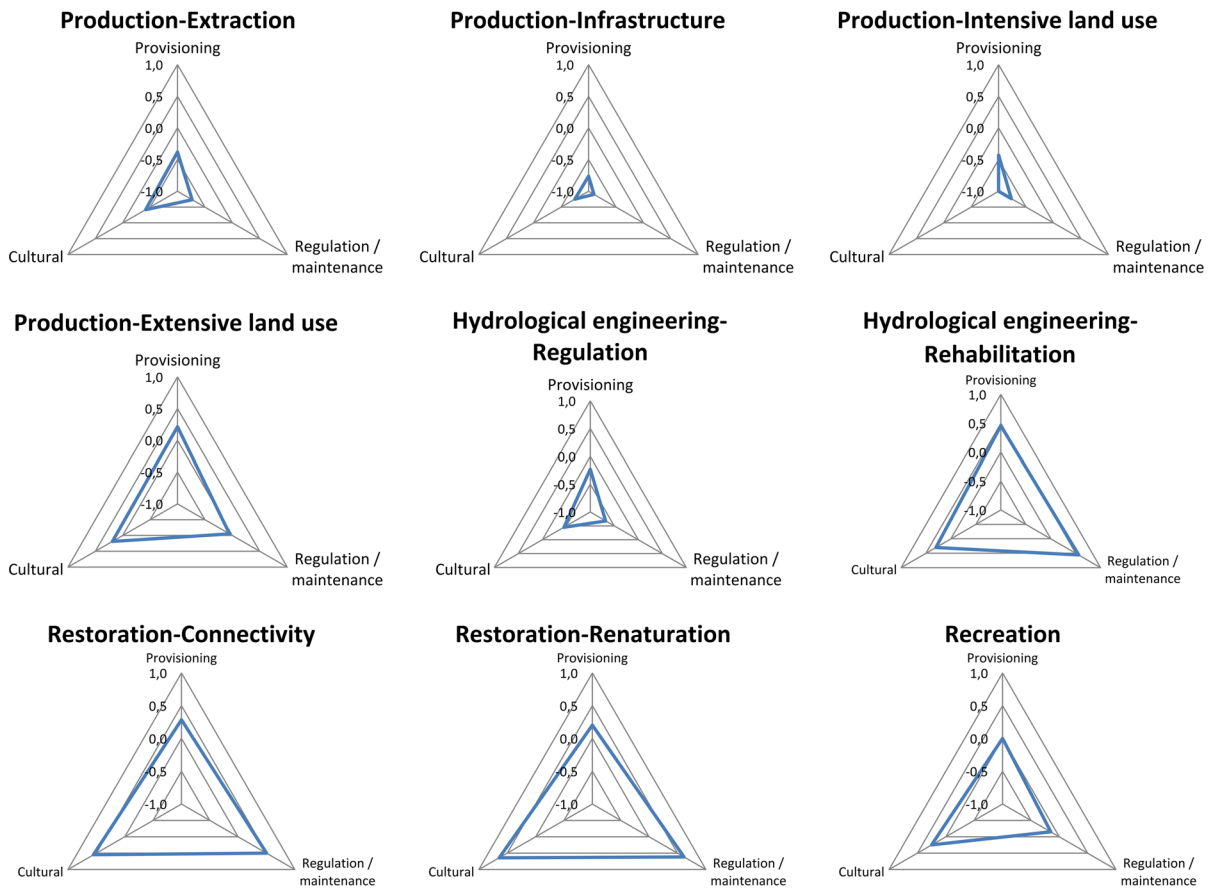 Production-Extraction
Provisioning
1,0
0,5
0,0
-0,5
-1,0
Cultural
Regulation /
maintenance
Production-Infrastructure
Provisioning
1,0
0,5
0,0
-0,5
-1,0
Cultural
Regulation /
maintenance
Production-Intensive land use
Provisioning
1,0
0,5
0,0
-0,5
-1,0
Cultural
Regulation /
maintenance
Production-Extensive land use
Provisioning
1,0
0,5
0,0
-0,5
-1,0
Cultural
Regulation /
maintenance
Hydrological engineering-
Regulation
Provisioning
1,0
0,5
0,0
-0,5
-1,0
Cultural
Regulation /
maintenance
Hydrological engineering-
Rehabilitation
Provisioning
1,0
0,5
0,0
-0,5
-1,0
Cultural
Regulation /
maintenance
Restoration-Connectivity
Provisioning
1,0
0,5
0,0
-0,5
-1,0
Cultural
Regulation /
maintenance
Restoration-Renaturation
Provisioning
1,0
0,5
0,0
-0,5
-1,0
Cultural
Regulation /
maintenance
Recreation
Provisioning
1,0
0,5
0,0
-0,5
-1,0
Cultural
Regulation /
maintenance